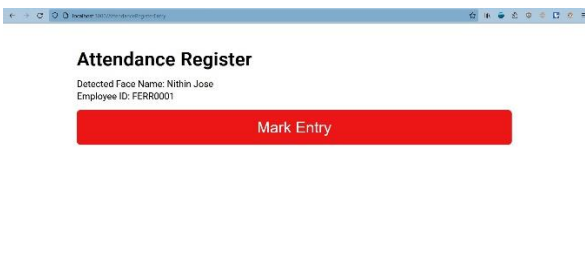 Attendance Register
Detected Face Name: Nithin Jose
Employee ID: FERR0001
Mark Entry